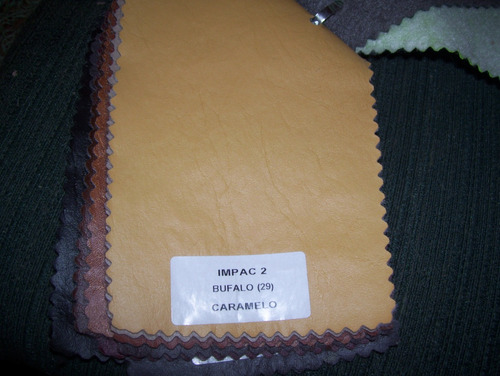 IMPAC 2
BUFALO (29)
CARAMELO